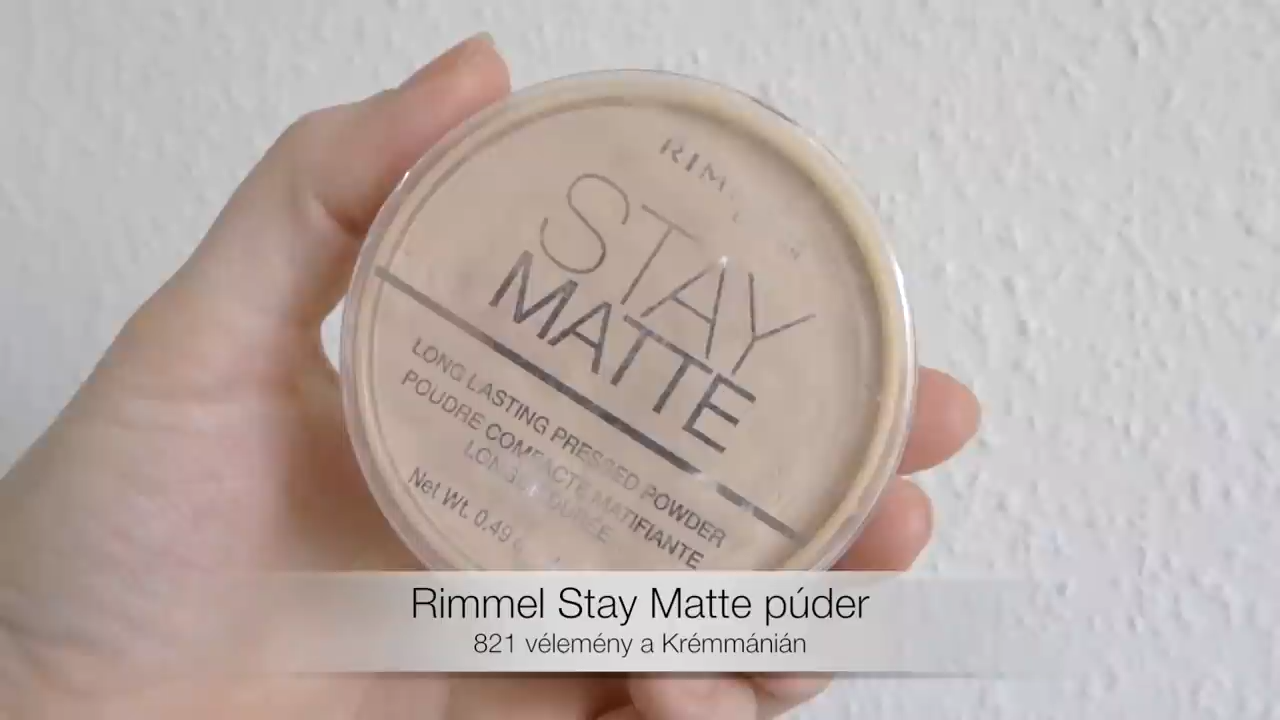 STAY
MATTE
LONG LASTING PRESSED POWDER
POUDRE COMPACTE MATIFIANTE
LONGUE DURÉE
Net Wt. 0.49
Rimmel Stay Matte púder
821 vélemény a Krémmánián